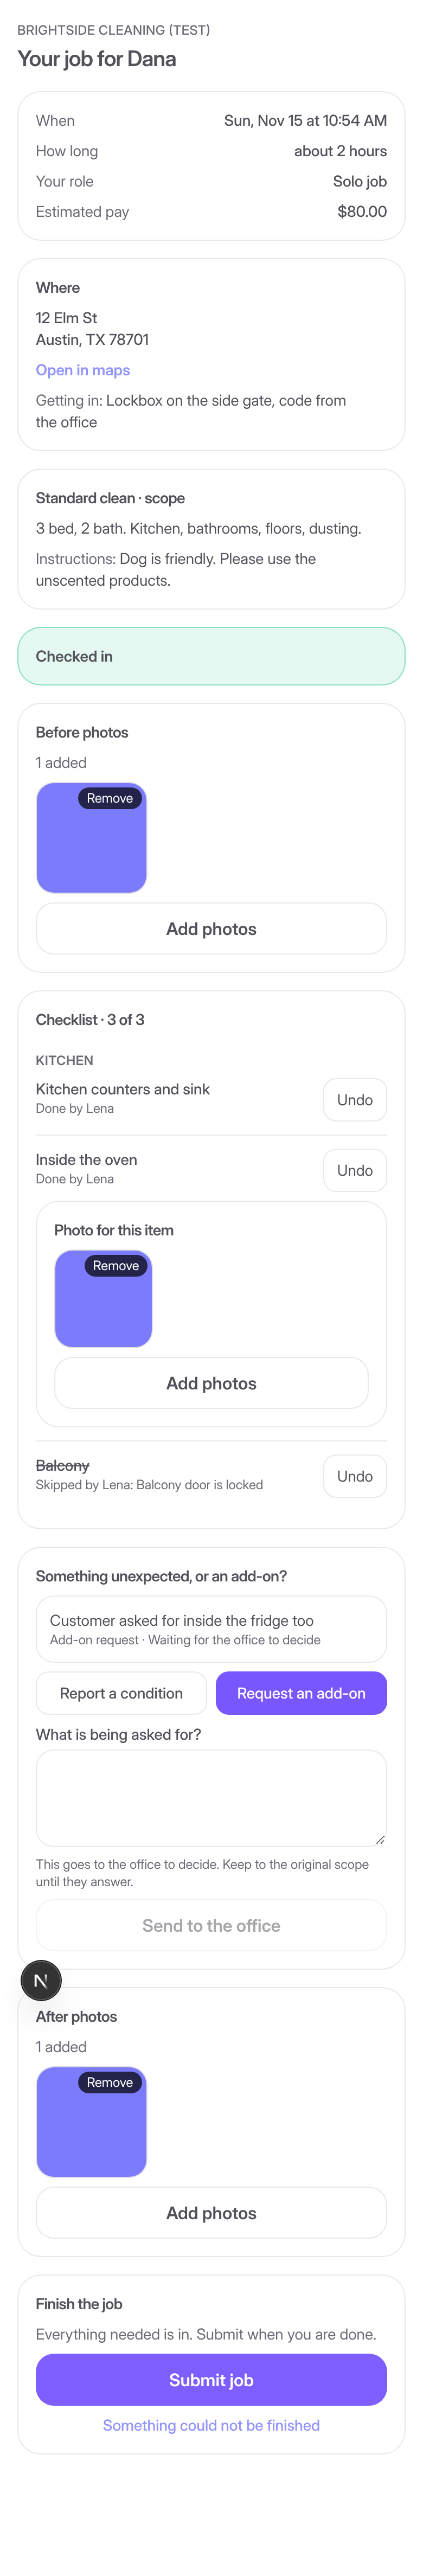 BRIGHTSIDE CLEANING (TEST)
Your job for Dana
When Sun, Nov 15 at 10:54 AM
How long about 2 hours
Your role Solo job
Estimated pay $80.00
Where
12 Elm St
Austin, TX 78701
Open in maps
Getting in: Lockbox on the side gate, code from
the office
Standard clean · scope
3 bed, 2 bath. Kitchen, bathrooms, floors, dusting.
Instructions: Dog is friendly. Please use the
unscented products.
Checked in
Before photos
1 added
Remove
Add photos
Checklist · 3 of 3
KITCHEN
Kitchen counters and sink
Done by Lena
Undo
Inside the oven
Done by Lena
Undo
Photo for this item
Remove
Add photos
Balcony
Skipped by Lena: Balcony door is locked
Undo
Something unexpected, or an add-on?
Customer asked for inside the fridge too
Add-on request · Waiting for the office to decide
Report a condition Request an add-on
What is being asked for?
This goes to the office to decide. Keep to the original scope
until they answer.
Send to the office
N
After photos
1 added
Remove
Add photos
Finish the job
Everything needed is in. Submit when you are done.
Submit job
Something could not be finished